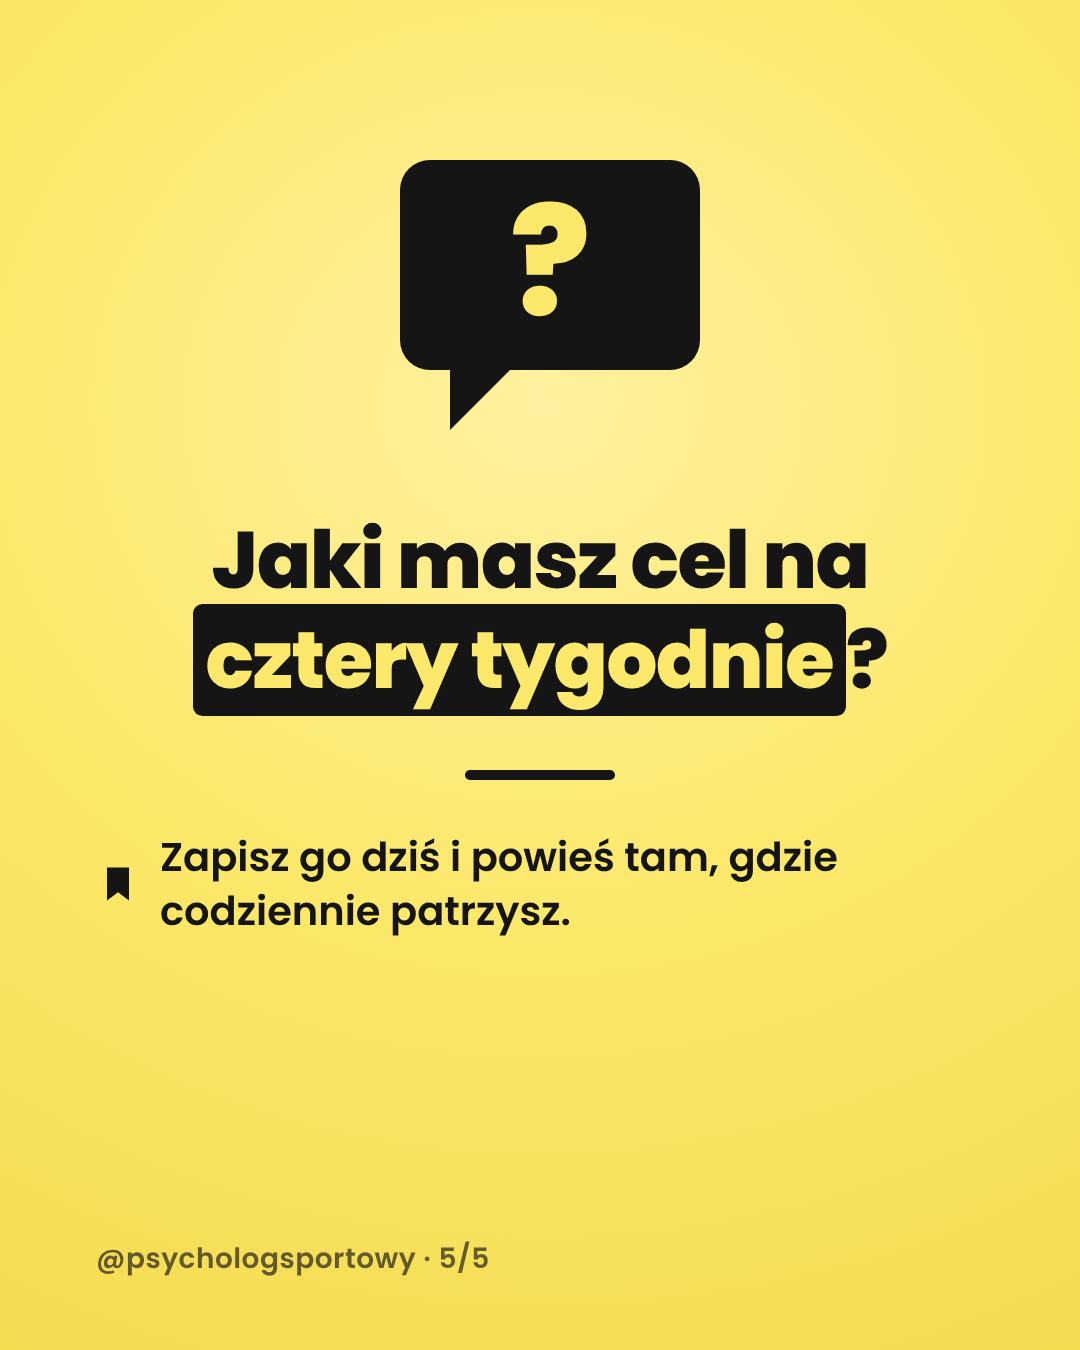 ?
Jaki masz cel na
cztery tygodnie?
Zapisz go dziś i powieś tam, gdzie
codziennie patrzysz.
@psychologsportowy · 5/5